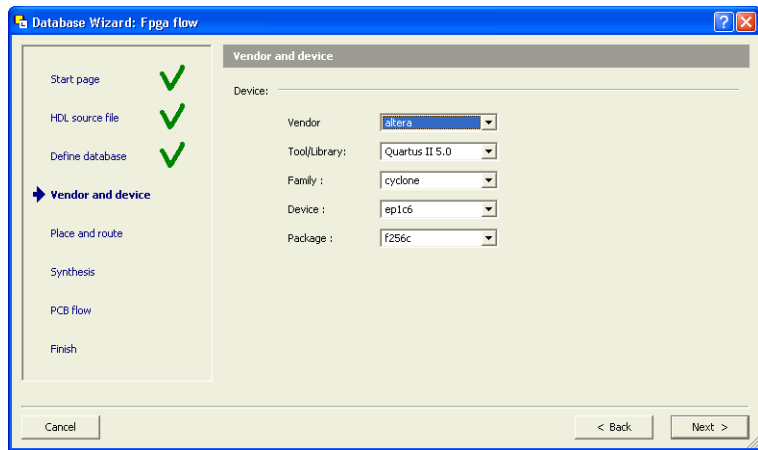 Database Wizard: Fpga flow
Start page
HDL source file
Define database
Vendor and device
Place and route
Synthesis
PCB flow
Finish
Vendor and device
Device:
Vendor altera
Tool/Library: Quartus II 5.0
Family : cyclone
Device : ep1c6
Package : f256c
Cancel < Back Next >